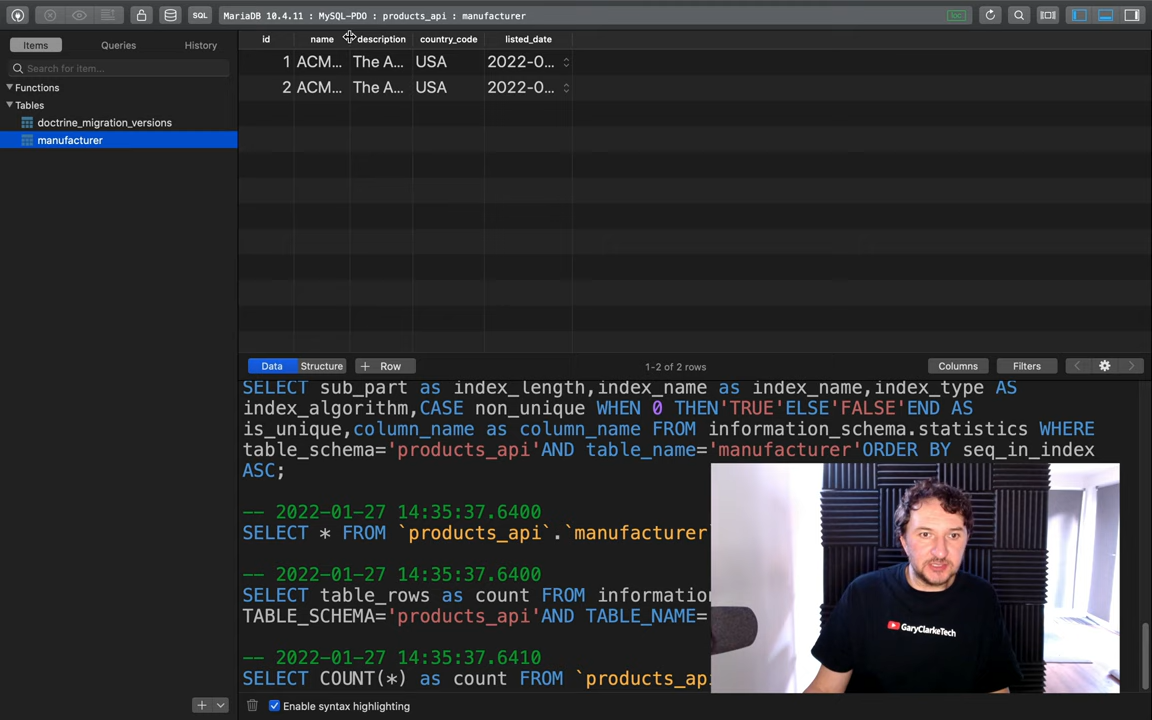 SQL
MariaDB 10.4.11 : MySQL-PDO : products_api : manufacturer
loc
Items
Queries
History
Search for item...
Functions
Tables
doctrine_migration_versions
manufacturer
id name description country_code listed_date
1 ACM... The A... USA 2022-0...
2 ACM... The A... USA 2022-0...
Data Structure + Row 1-2 of 2 rows Columns Filters
SELECT sub_part as index_length,index_name as index_name,index_type AS
index_algorithm,CASE non_unique WHEN 0 THEN'TRUE'ELSE'FALSE'END AS
is_unique,column_name as column_name FROM information_schema.statistics WHERE
table_schema='products_api'AND table_name='manufacturer'ORDER BY seq_in_index
ASC;
-- 2022-01-27 14:35:37.6400
SELECT * FROM `products_api`.`manufacturer
-- 2022-01-27 14:35:37.6400
SELECT table_rows as count FROM information
TABLE_SCHEMA='products_api'AND TABLE_NAME=
-- 2022-01-27 14:35:37.6410
SELECT COUNT(*) as count FROM `products_ap
GaryClarkeTech
Enable syntax highlighting